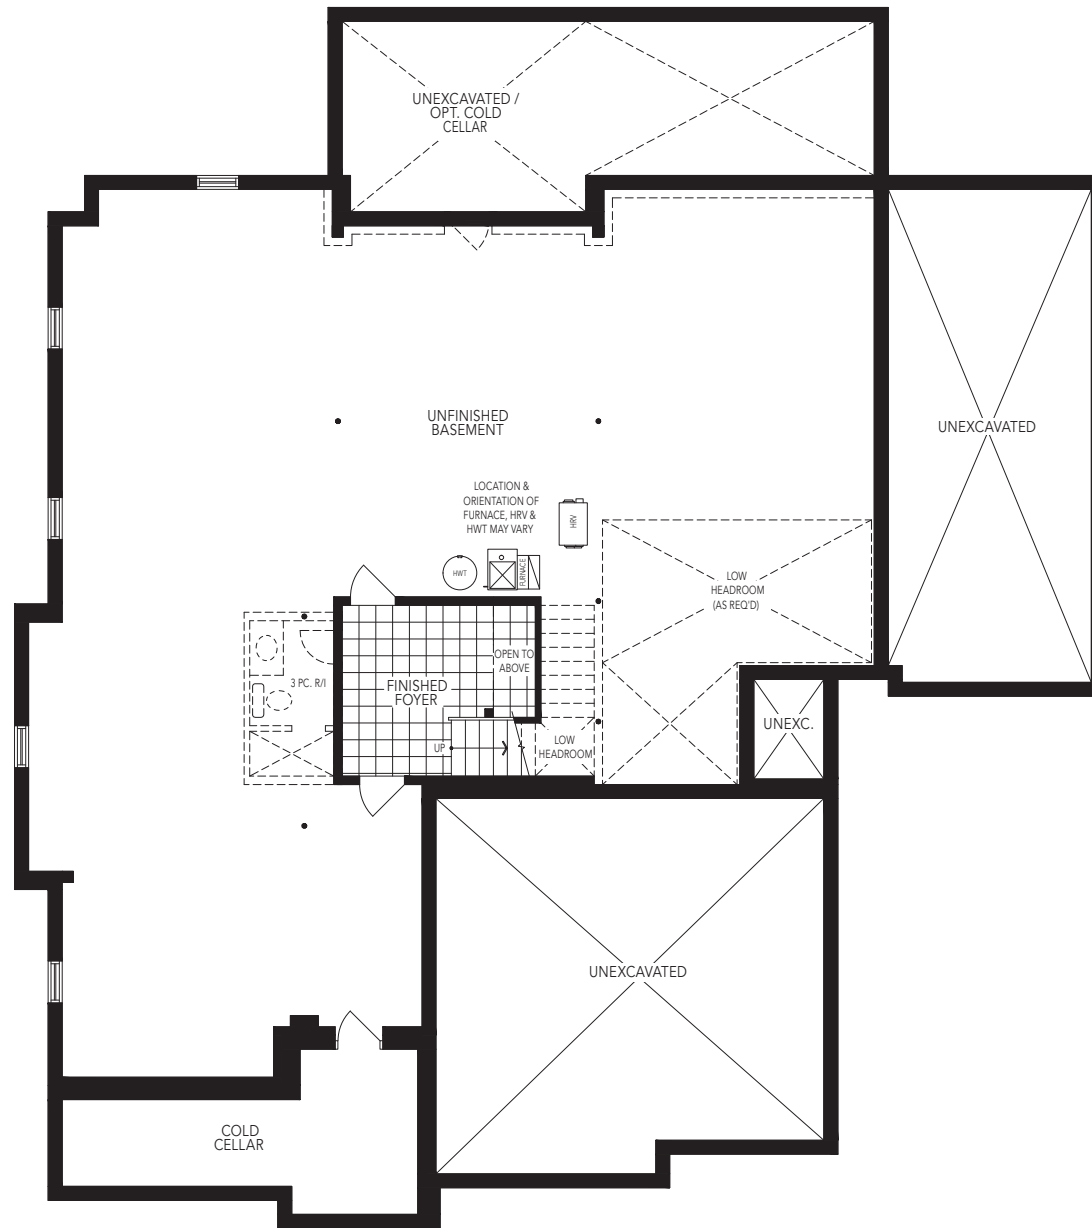 UNEXCAVATED /
OPT. COLD
CELLAR
UNFINISHED
BASEMENT
UNEXCAVATED
LOCATION &
ORIENTATION OF
FURNACE, HRV &
HWT MAY VARY
HRV
HWT
FURNACE
LOW
HEADROOM
(AS REQ'D)
OPEN TO
ABOVE
3 PC. R/I
FINISHED
FOYER
UP
LOW
HEADROOM
UNEXC.
UNEXCAVATED
COLD
CELLAR